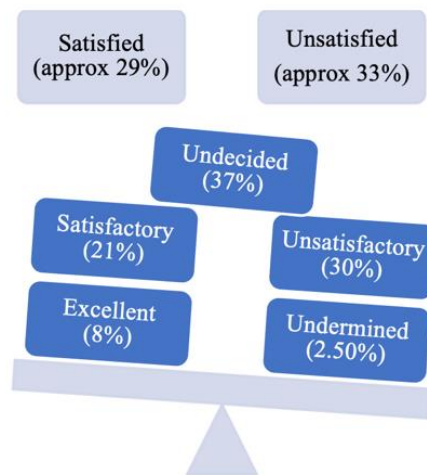 Satisfied
(approx 29%)
Unsatisfied
(approx 33%)
Undecided
(37%)
Satisfactory
(21%)
Unsatisfactory
(30%)
Excellent
(8%)
Undermined
(2.50%)